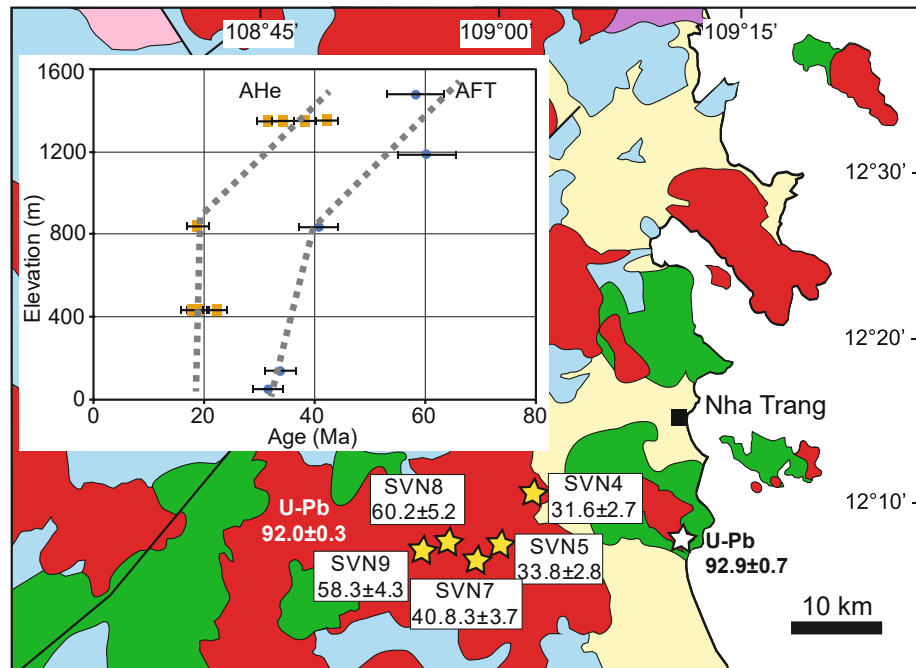 108°45'
109°00'
109°15'
1600
1200
800
400
0
Elevation (m)
AHe
AFT
0
20
40
60
80
Age (Ma)
12°30'
12°20'
12°10'
Nha Trang
U-Pb
92.0±0.3
SVN8
60.2±5.2
SVN4
31.6±2.7
SVN9
58.3±4.3
SVN7
40.8.3±3.7
SVN5
33.8±2.8
U-Pb
92.9±0.7
10 km